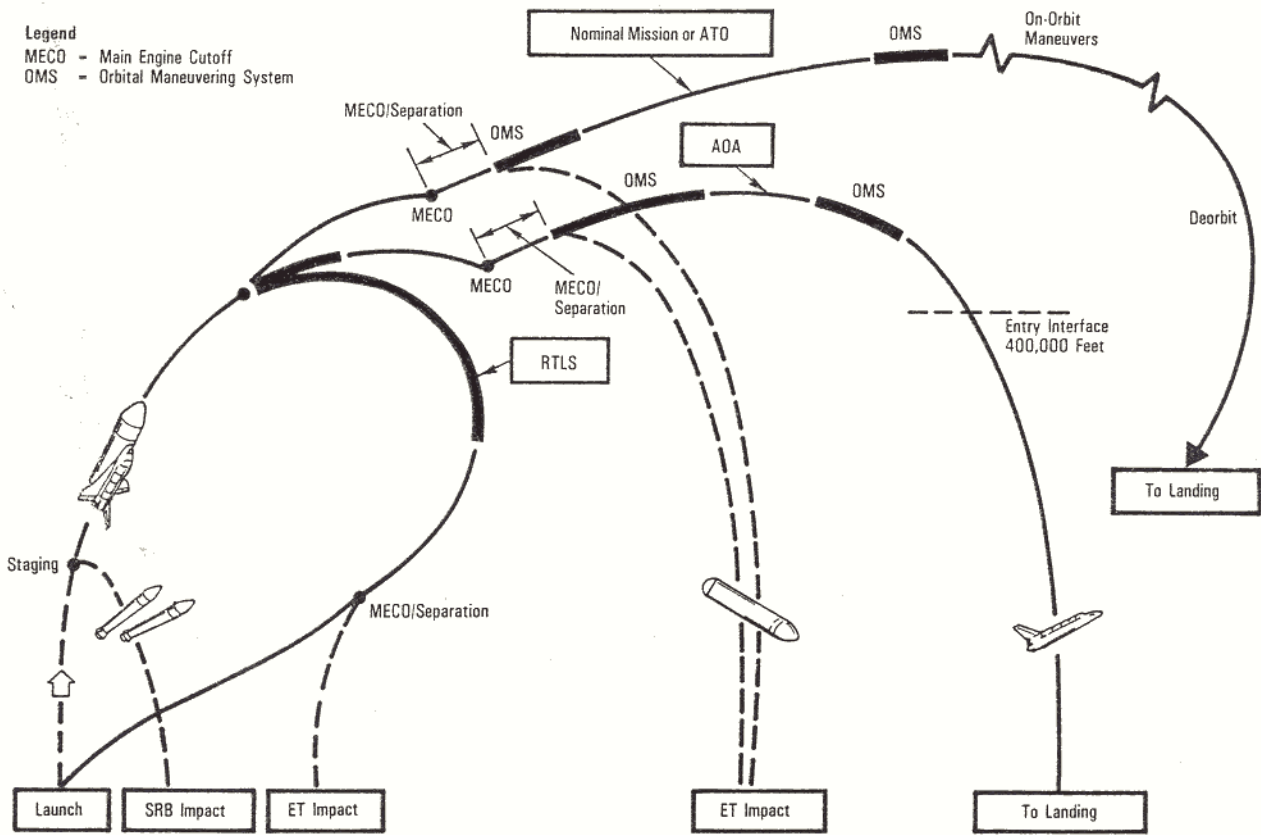 Legend
MECO = Main Engine Cutoff
OMS = Orbital Maneuvering System
Nominal Mission or ATO
OMS
On-Orbit
Maneuvers
MECO/Separation
OMS
AOA
MECO
OMS
OMS
Deorbit
MECO
MECO/
Separation
Entry Interface
400,000 Feet
RTLS
To Landing
Staging
MECO/Separation
Launch
SRB Impact
ET Impact
ET Impact
To Landing